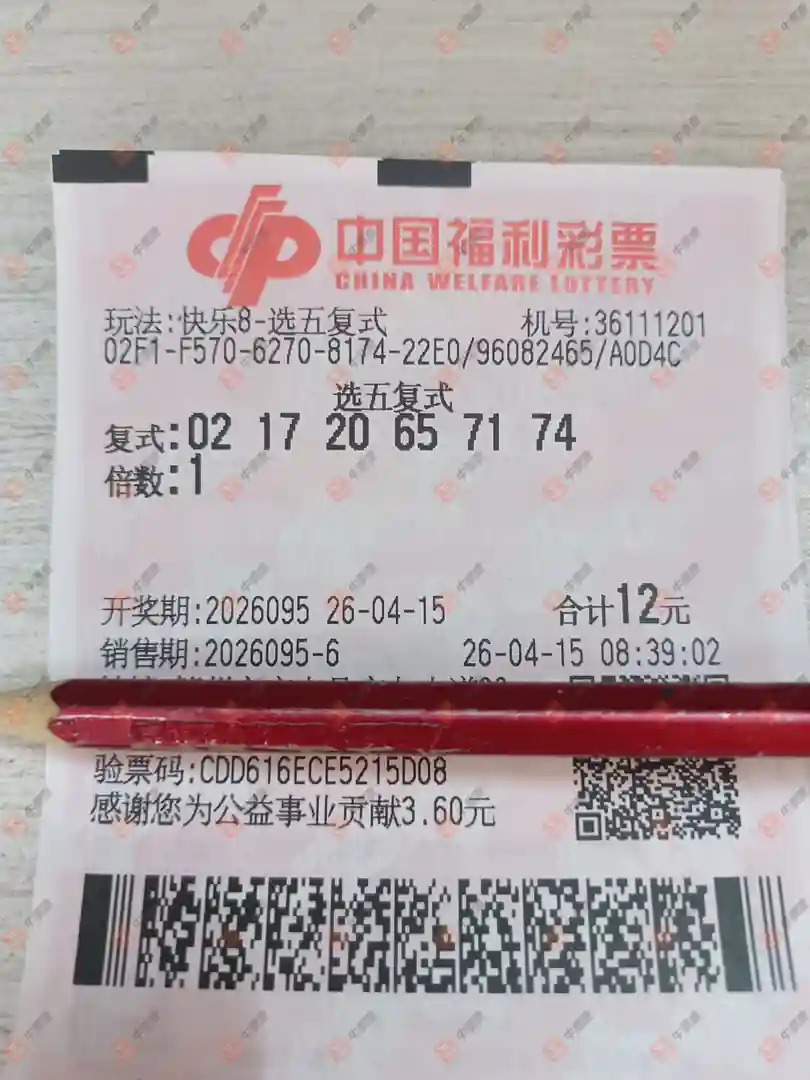 中国福利彩票
CHINA WELFARE LOTTERY
玩法:快乐8-选五复式 机号:36111201
02F1-F570-6270-8174-22E0/96082465/A0D4C
选五复式
复式:02 17 20 65 71 74
倍数:1
开奖期:2026095 26-04-15 合计12元
销售期:2026095-6 26-04-15 08:39:02
验票码:CDD616ECE5215D08
感谢您为公益事业贡献3.60元